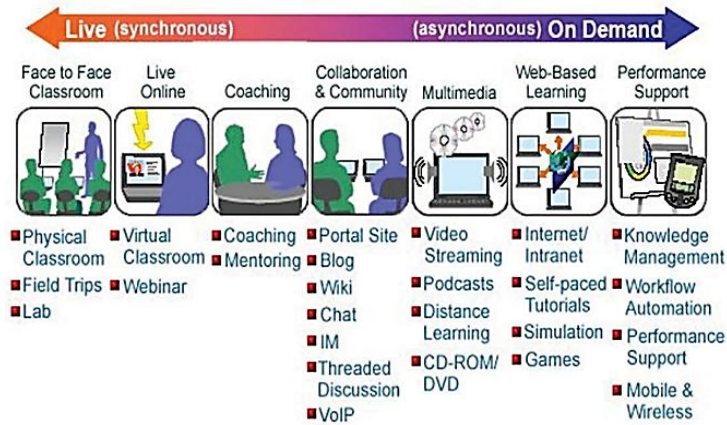 Live (synchronous) (asynchronous) On Demand
Face to Face
Classroom
Live
Online
Coaching
Collaboration
& Community
Multimedia
Web-Based
Learning
Performance
Support
Physical
Classroom
Field Trips
Lab
Virtual
Classroom
Webinar
Coaching
Mentoring
Portal Site
Blog
Wiki
Chat
IM
Threaded
Discussion
VoIP
Video
Streaming
Podcasts
Distance
Learning
CD-ROM/
DVD
Internet/
Intranet
Self-paced
Tutorials
Simulation
Games
Knowledge
Management
Workflow
Automation
Performance
Support
Mobile &
Wireless